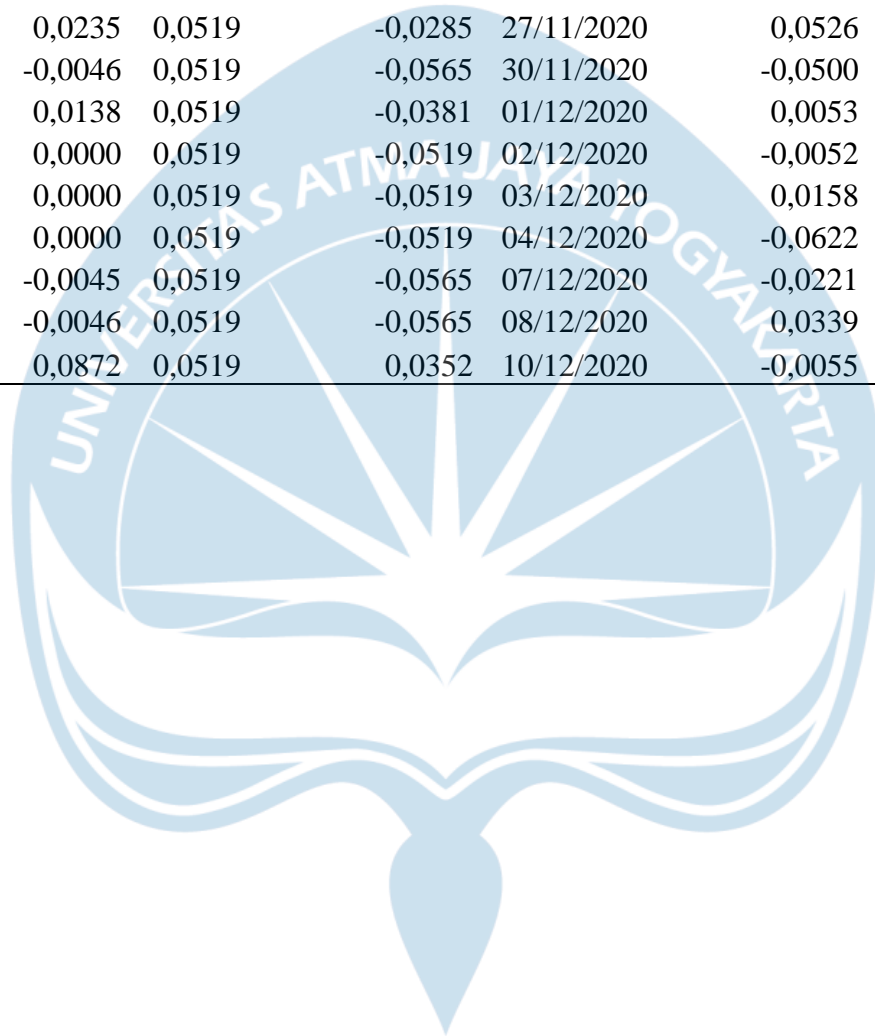 0,0235 0,0519 -0,0285 27/11/2020 0,0526
-0,0046 0,0519 -0,0565 30/11/2020 -0,0500
0,0138 0,0519 -0,0381 01/12/2020 0,0053
0,0000 0,0519 -0,0519 02/12/2020 -0,0052
0,0000 0,0519 -0,0519 03/12/2020 0,0158
0,0000 0,0519 -0,0519 04/12/2020 -0,0622
-0,0045 0,0519 -0,0565 07/12/2020 -0,0221
-0,0046 0,0519 -0,0565 08/12/2020 0,0339
0,0872 0,0519 0,0352 10/12/2020 -0,0055
UNIVERSITAS ATMA JAYA YOGYAKARTA